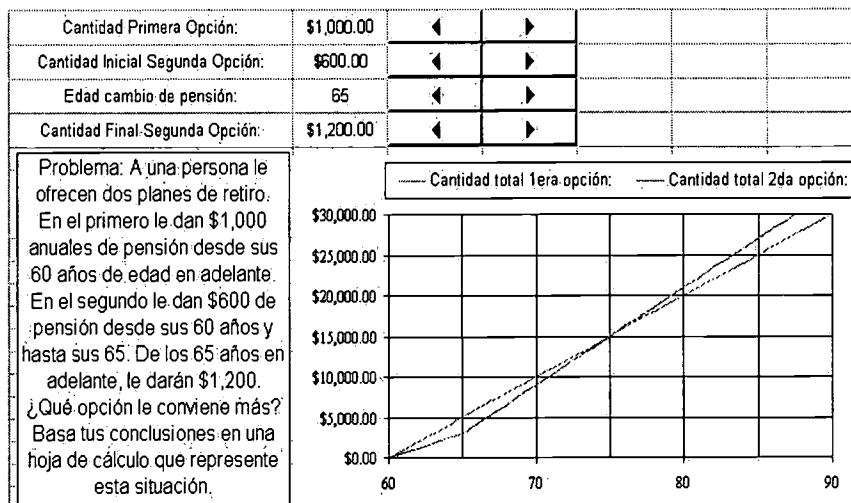 Cantidad Primera Opción: $1,000.00
Cantidad Inicial Segunda Opción: $600.00
Edad cambio de pensión: 65
Cantidad Final Segunda Opción: $1,200.00
Problema: A una persona le
ofrecen dos planes de retiro.
En el primero le dan $1,000
anuales de pensión desde sus
60 años de edad en adelante.
En el segundo le dan $600 de
pensión desde sus 60 años y
hasta sus 65. De los 65 años en
adelante, le darán $1,200.
¿Qué opción le conviene más?
Basa tus conclusiones en una
hoja de cálculo que represente
esta situación.
Cantidad total 1era opción: Cantidad total 2da opción:
$30,000.00
$25,000.00
$20,000.00
$15,000.00
$10,000.00
$5,000.00
$0.00
60 70 80 90